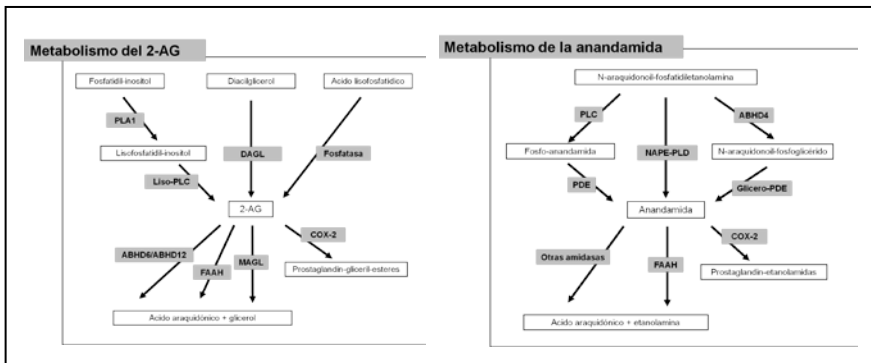 Metabolismo del 2-AG
Fosfatidil-inositol
Diacilglicerol
Acido lisofosfatidico
PLA1
Lisofosfatidil-inositol
DAGL
Fosfatasa
Liso-PLC
2-AG
COX-2
ABHD6/ABHD12
FAAH
MAGL
Prostaglandin-gliceril-esteres
Acido araquidónico + glicerol
Metabolismo de la anandamida
N-araquidonoil-fosfatidiletanolamina
PLC
ABHD4
Fosfo-anandamida
NAPE-PLD
N-araquidonoil-fosfoglicérido
PDE
Glicero-PDE
Anandamida
COX-2
Otras amidasas
FAAH
Prostaglandin-etanolamidas
Acido araquidónico + etanolamina